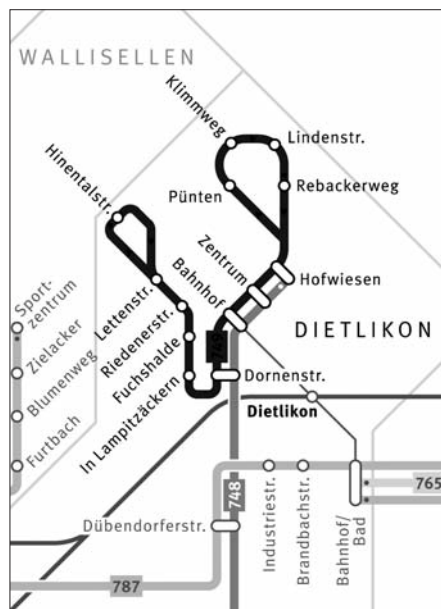 WALLISELLEN
Klimmweg
Lindenstr.
Hinentalstr.
Pünten
Rebackerweg
Zentrum
Bahnhof
Hofwiesen
Sport-
zentrum
Lettenstr.
Riedenerstr.
749
DIETLIKON
Zielacker
Fuchshalde
Blumenweg
In Lampitzäckern
Dornenstr.
Dietlikon
Furtbach
748
765
Dübendorferstr.
Industriestr.
Brandbachstr.
Bahnhof/
Bad
787